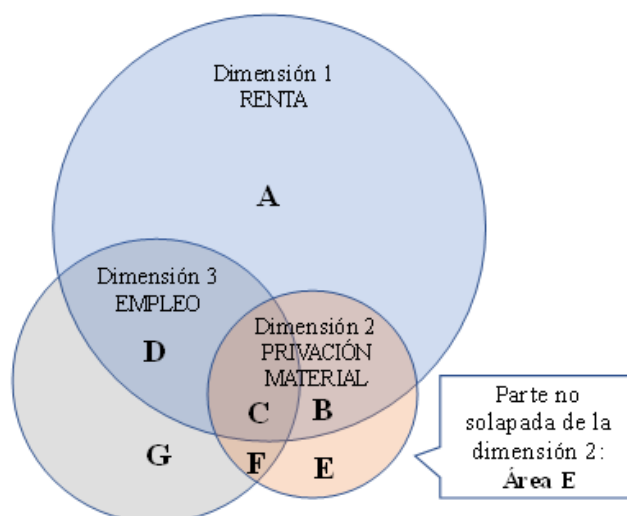 Dimensión 1
RENTA
A
Dimensión 3
EMPLEO
Dimensión 2
PRIVACIÓN
MATERIAL
D
C
B
G
F
E
Parte no
solapada de la
dimensión 2:
Área E